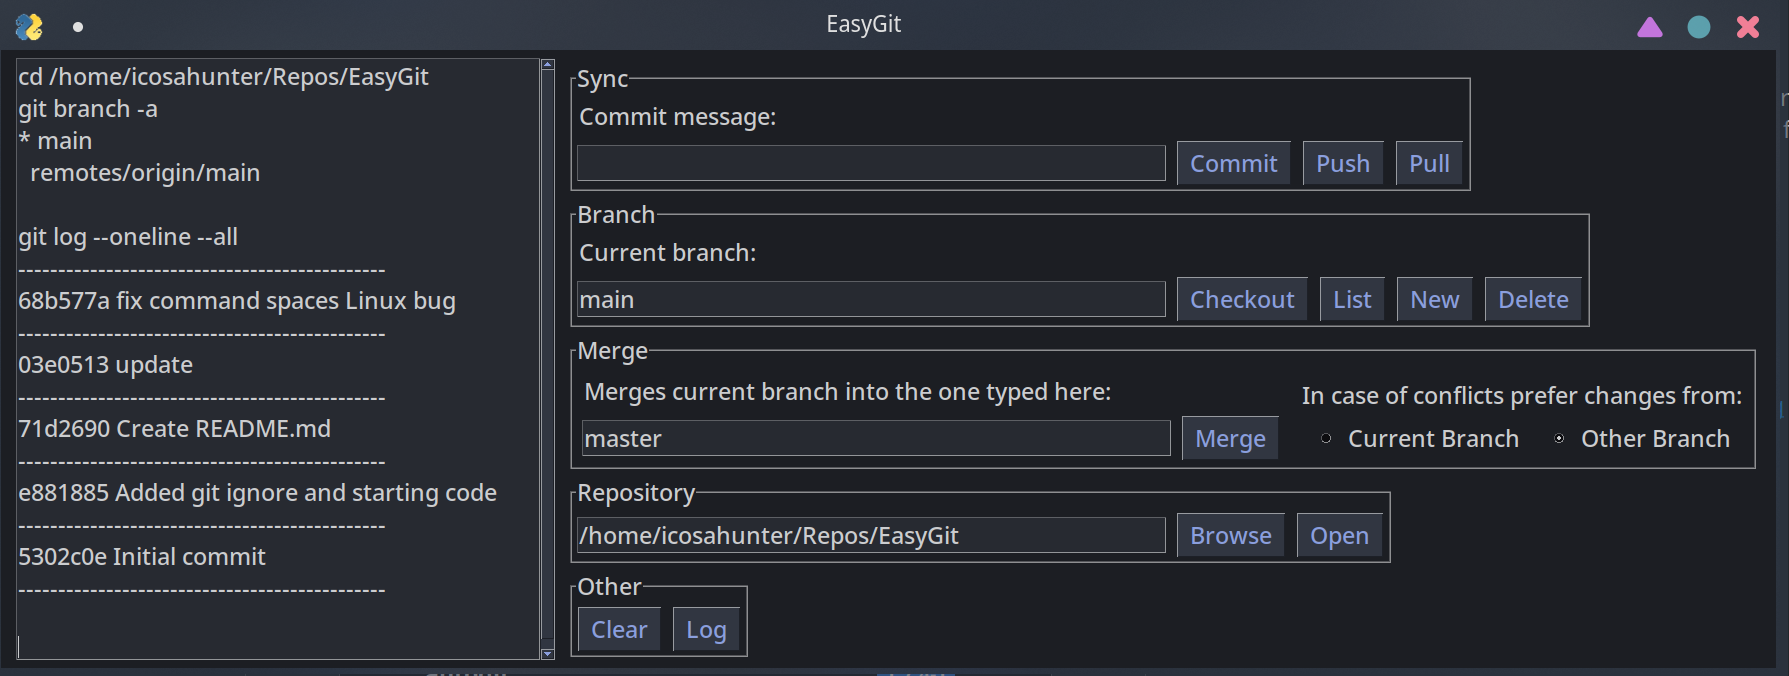 EasyGit
cd /home/icosahunter/Repos/EasyGit
git branch -a
* main
remotes/origin/main
git log --oneline --all
----------------------------------------------
68b577a fix command spaces Linux bug
----------------------------------------------
03e0513 update
----------------------------------------------
71d2690 Create README.md
----------------------------------------------
e881885 Added git ignore and starting code
----------------------------------------------
5302c0e Initial commit
----------------------------------------------
Sync
Commit message:
Commit Push Pull
Branch
Current branch:
main Checkout List New Delete
Merge
Merges current branch into the one typed here: In case of conflicts prefer changes from:
master Merge Current Branch Other Branch
Repository
/home/icosahunter/Repos/EasyGit Browse Open
Other
Clear Log